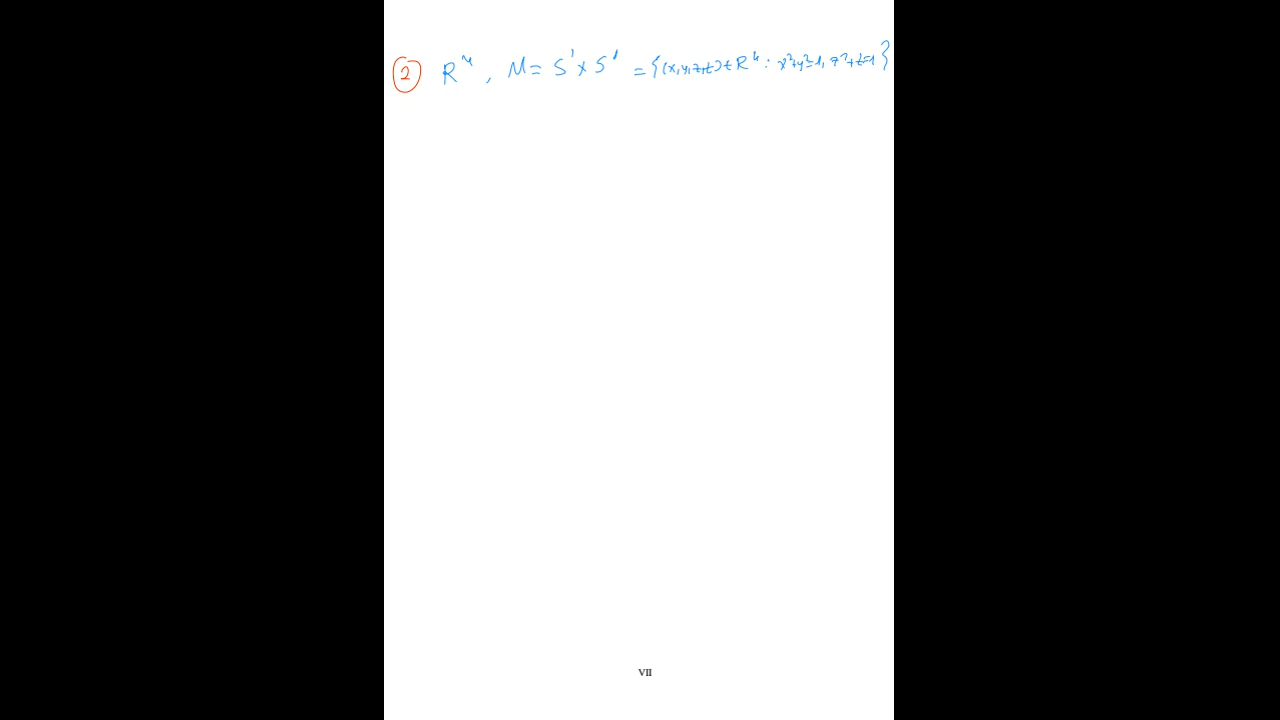 ② R⁴, M = S¹ × S¹ = {(x,y,z,t) ∈ R⁴ : x²+y²=1, z²+t²=1}
VII